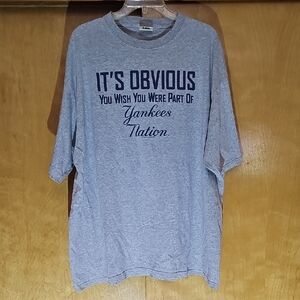 IT'S OBVIOUS
YOU WISH YOU WERE PART OF
Yankees
Nation